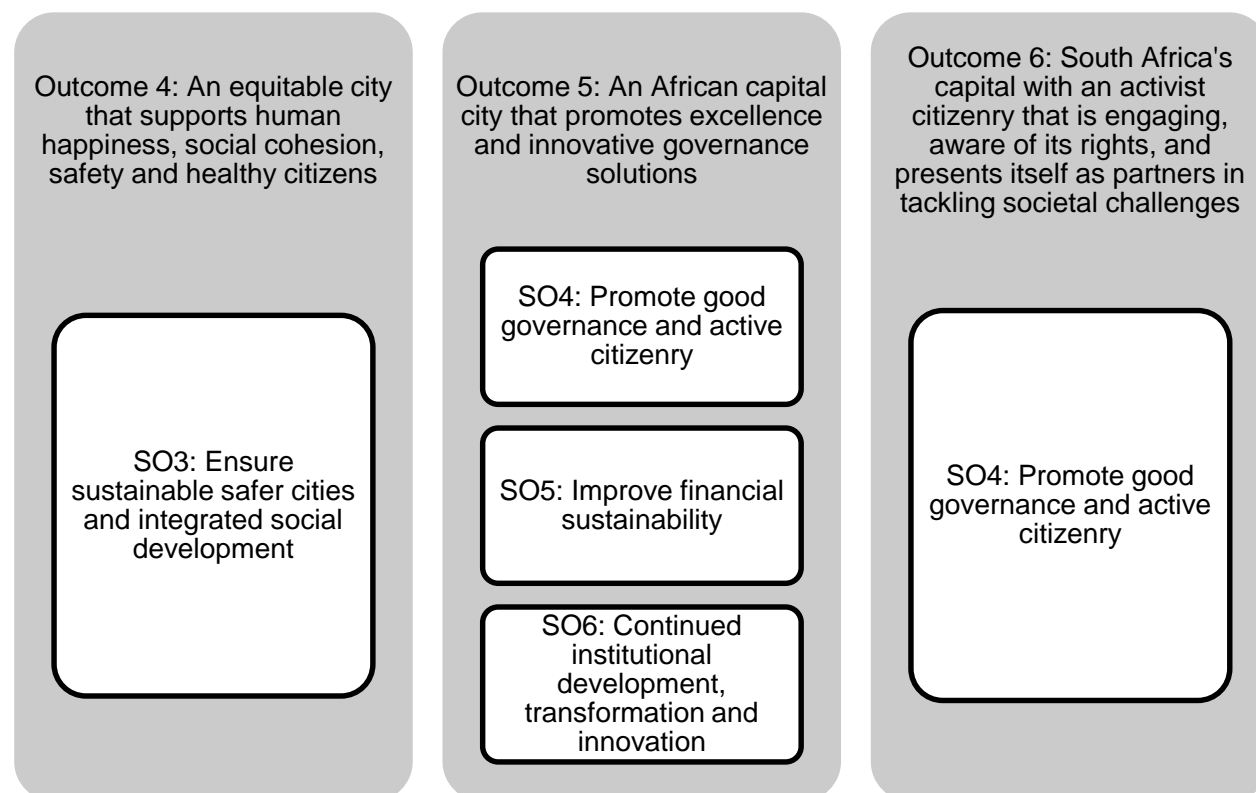 Outcome 4: An equitable city
that supports human
happiness, social cohesion,
safety and healthy citizens
SO3: Ensure
sustainable safer cities
and integrated social
development
Outcome 5: An African capital
city that promotes excellence
and innovative governance
solutions
SO4: Promote good
governance and active
citizenry
SO5: Improve financial
sustainability
SO6: Continued
institutional
development,
transformation and
innovation
Outcome 6: South Africa's
capital with an activist
citizenry that is engaging,
aware of its rights, and
presents itself as partners in
tackling societal challenges
SO4: Promote good
governance and active
citizenry